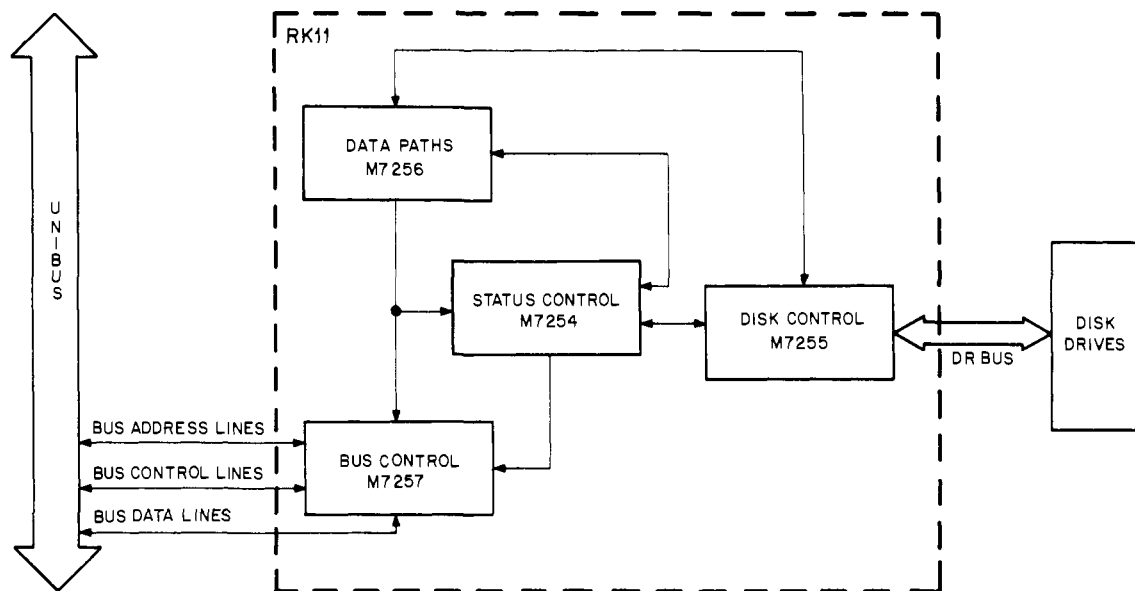 RK11
DATA PATHS
M7256
UNIBUS
STATUS CONTROL
M7254
DISK CONTROL
M7255
DISK
DRIVES
DR BUS
BUS ADDRESS LINES
BUS CONTROL LINES
BUS DATA LINES
BUS CONTROL
M7257